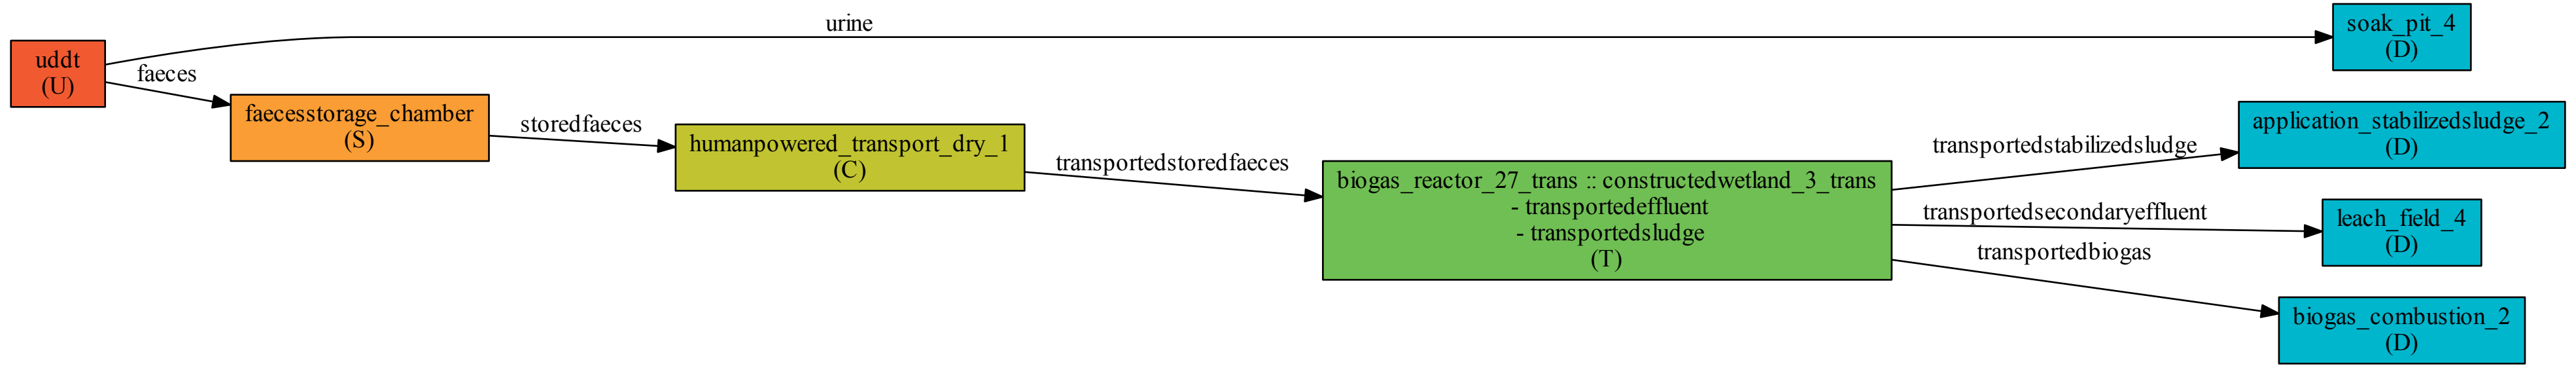 uddt
(U)
urine
faeces
faecesstorage_chamber
(S)
storedfaeces
humanpowered_transport_dry_1
(C)
transportedstoredfaeces
biogas_reactor_27_trans :: constructedwetland_3_trans
- transportedeffluent
- transportedsludge
(T)
transportedstabilizedsludge
transportedsecondaryeffluent
transportedbiogas
soak_pit_4
(D)
application_stabilizedsludge_2
(D)
leach_field_4
(D)
biogas_combustion_2
(D)